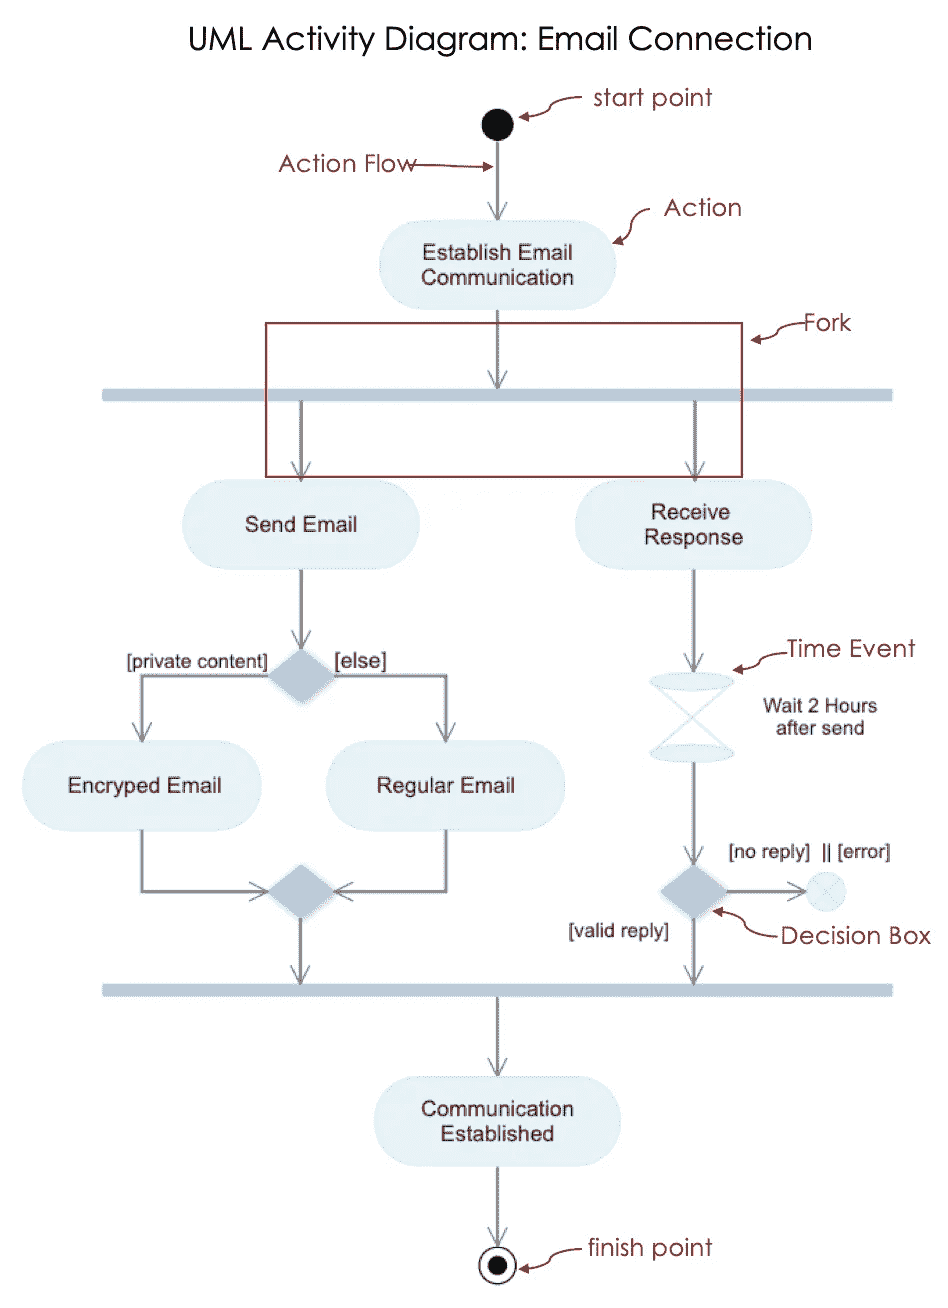 UML Activity Diagram: Email Connection
start point
Action Flow
Action
Establish Email
Communication
Fork
Send Email
Receive
Response
[private content]
[else]
Time Event
Wait 2 Hours
after send
Encryped Email
Regular Email
[no reply] || [error]
[valid reply]
Decision Box
Communication
Established
finish point